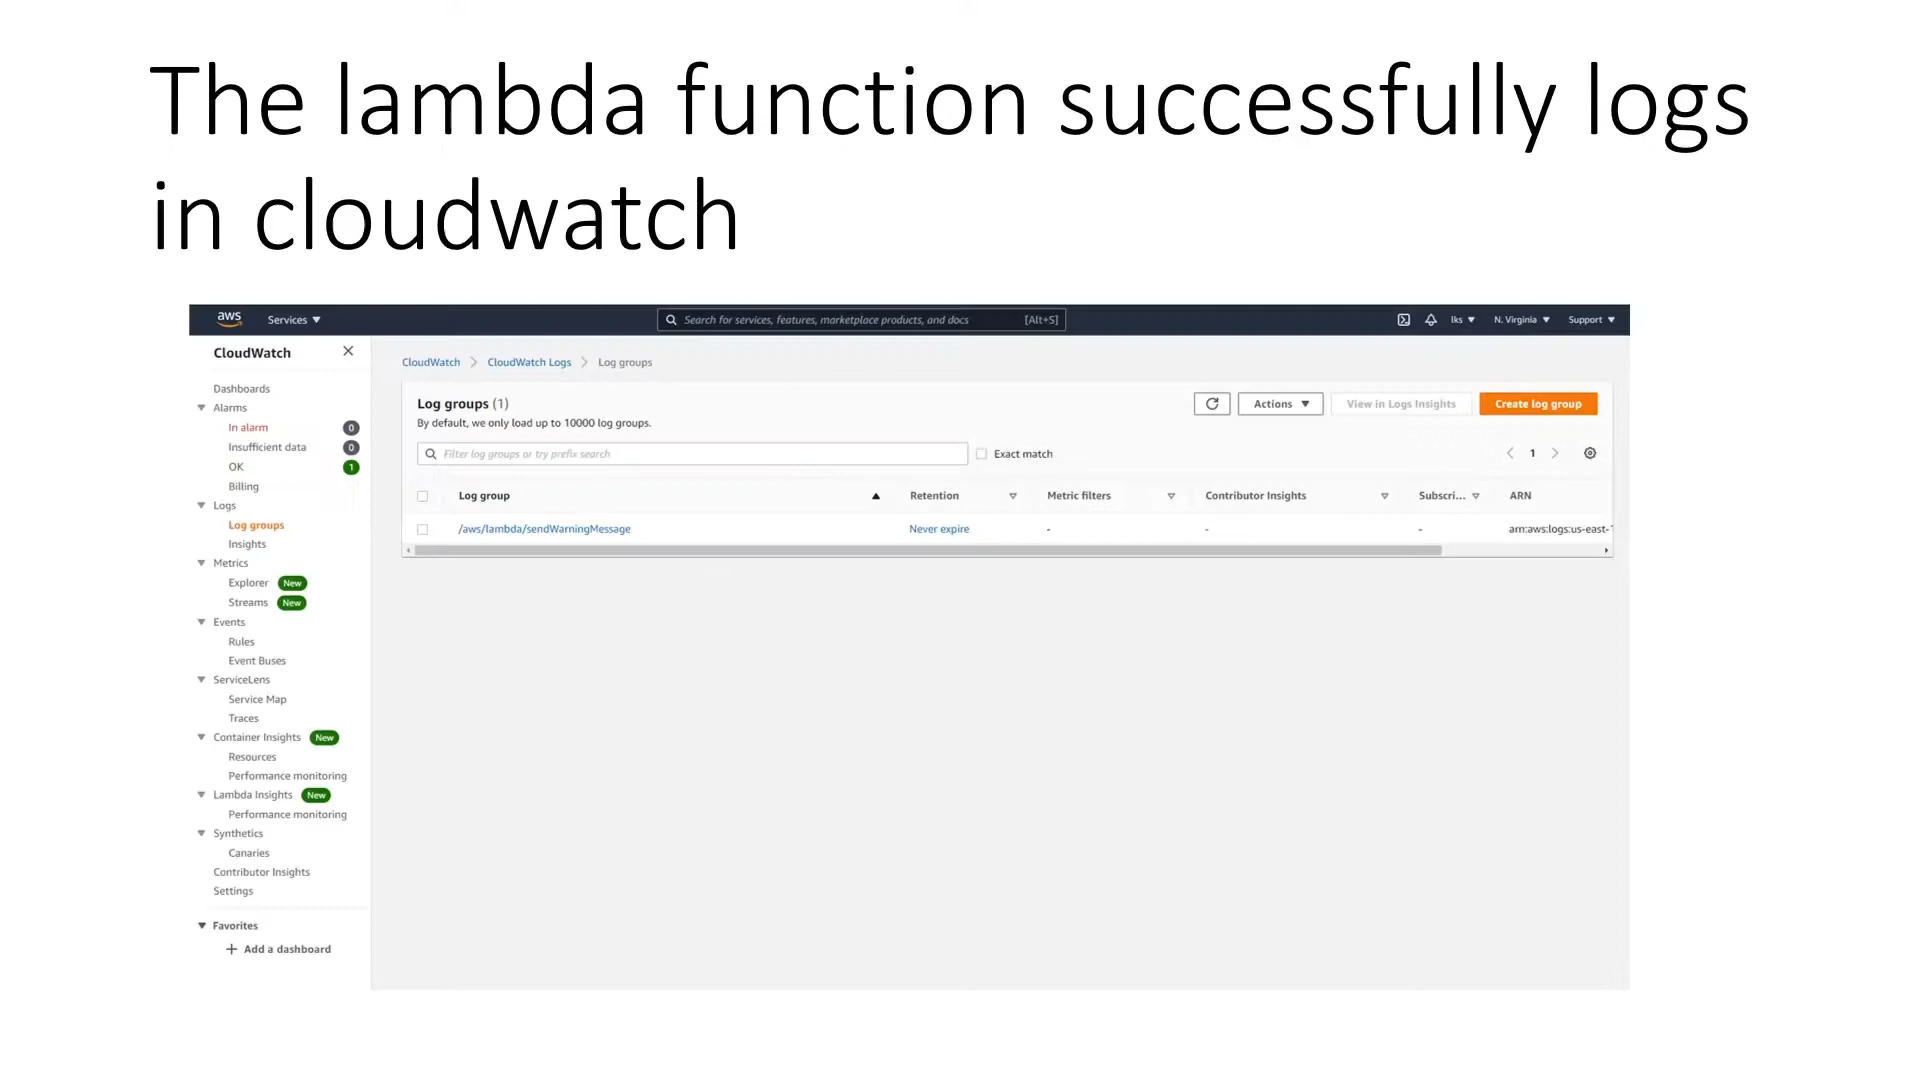 The lambda function successfully logs
in cloudwatch
aws Services Search for services, features, marketplace products, and docs [Alt+S] lks N. Virginia Support
CloudWatch
Dashboards
Alarms
In alarm 0
Insufficient data 0
OK 1
Billing
Logs
Log groups
Insights
Metrics
Explorer New
Streams New
Events
Rules
Event Buses
ServiceLens
Service Map
Traces
Container Insights New
Resources
Performance monitoring
Lambda Insights New
Performance monitoring
Synthetics
Canaries
Contributor Insights
Settings
Favorites
Add a dashboard
CloudWatch CloudWatch Logs Log groups
Log groups (1) Actions View in Logs Insights Create log group
By default, we only load up to 10000 log groups.
Filter log groups or try prefix search Exact match 1
Log group Retention Metric filters Contributor Insights Subscri... ARN
/aws/lambda/sendWarningMessage Never expire - - - arn:aws:logs:us-east-